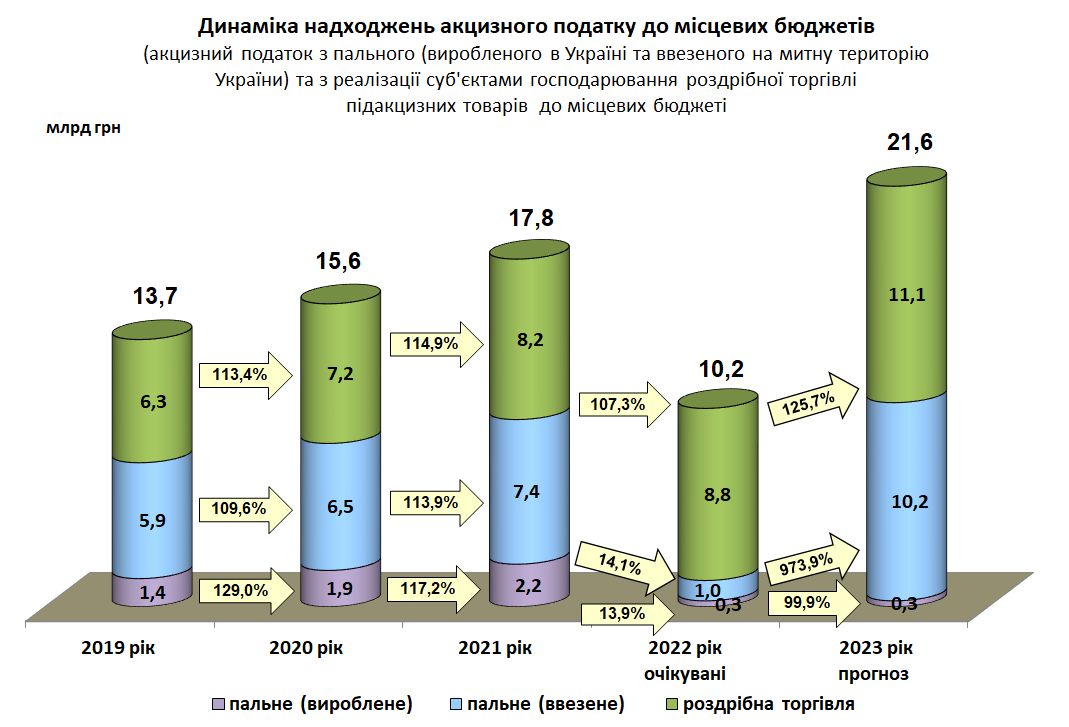 Динаміка надходжень акцизного податку до місцевих бюджетів
(акцизний податок з пального (виробленого в Україні та ввезеного на митну територію
України) та з реалізації суб'єктами господарювання роздрібної торгівлі
підакцизних товарів до місцевих бюджеті
млрд грн
13,7
15,6
17,8
10,2
21,6
6,3
113,4%
7,2
114,9%
8,2
107,3%
8,8
125,7%
11,1
5,9
109,6%
6,5
113,9%
7,4
14,1%
1,0
973,9%
10,2
1,4
129,0%
1,9
117,2%
2,2
13,9%
0,3
99,9%
0,3
2019 рік
2020 рік
2021 рік
2022 рік
очікувані
2023 рік
прогноз
пальне (вироблене)
пальне (ввезене)
роздрібна торгівля